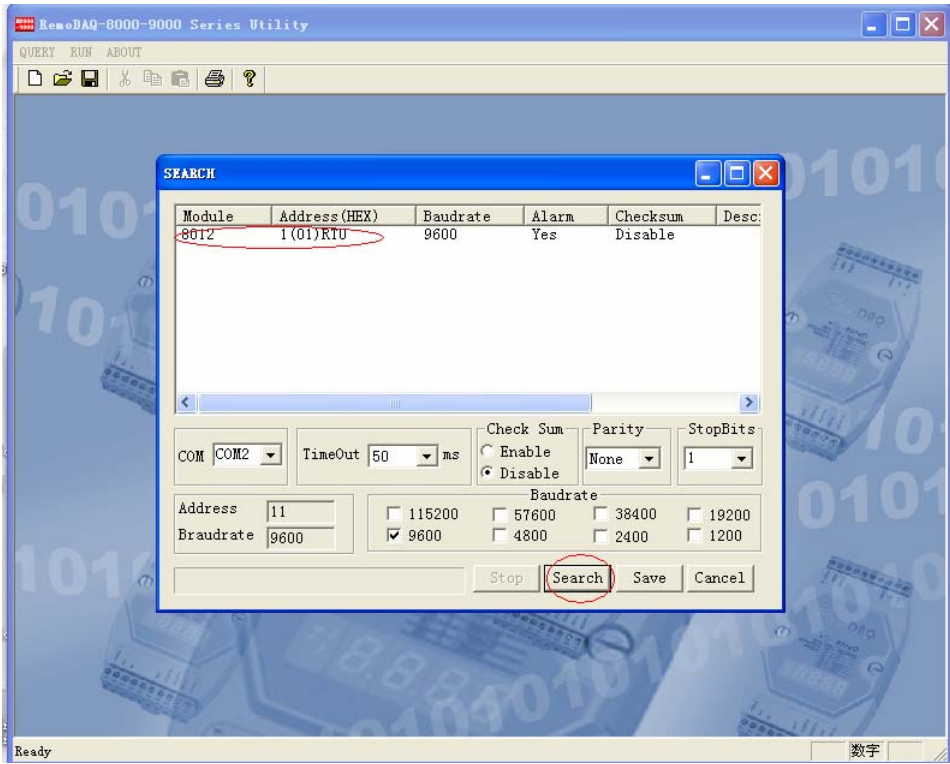 RemoDAQ-8000-9000 Series Utility
QUERY RUN ABOUT
SEARCH
Module Address(HEX) Baudrate Alarm Checksum Desc:
8012 1(01)RTU 9600 Yes Disable
Check Sum Parity StopBits
COM COM2 TimeOut 50 ms Enable None 1
Disable
Baudrate
Address 11 115200 57600 38400 19200
Braudrate 9600 9600 4800 2400 1200
Stop Search Save Cancel
Ready 数字